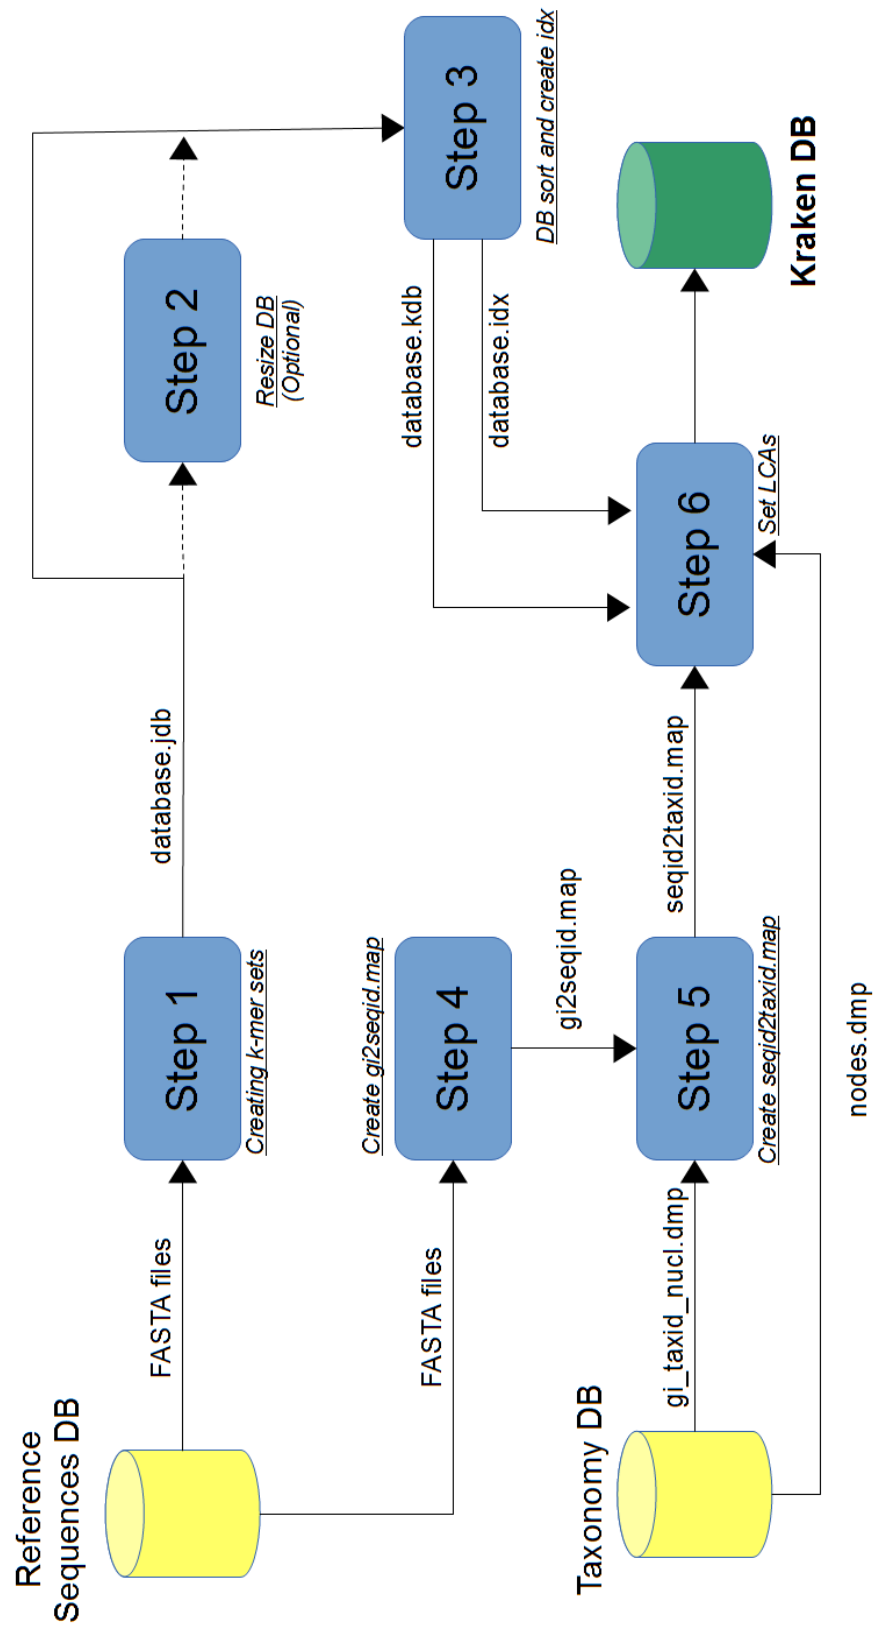 Reference
Sequences DB
FASTA files
Step 1
Creating k-mer sets
database.jdb
Step 2
Resize DB
(Optional)
Step 3
DB sort and create idx
FASTA files
Create gi2seqid.map
Step 4
gi2seqid.map
database.kdb
database.idx
Taxonomy DB
gi_taxid_nucl.dmp
Step 5
Create seqid2taxid.map
seqid2taxid.map
Step 6
Set LCAs
Kraken DB
nodes.dmp